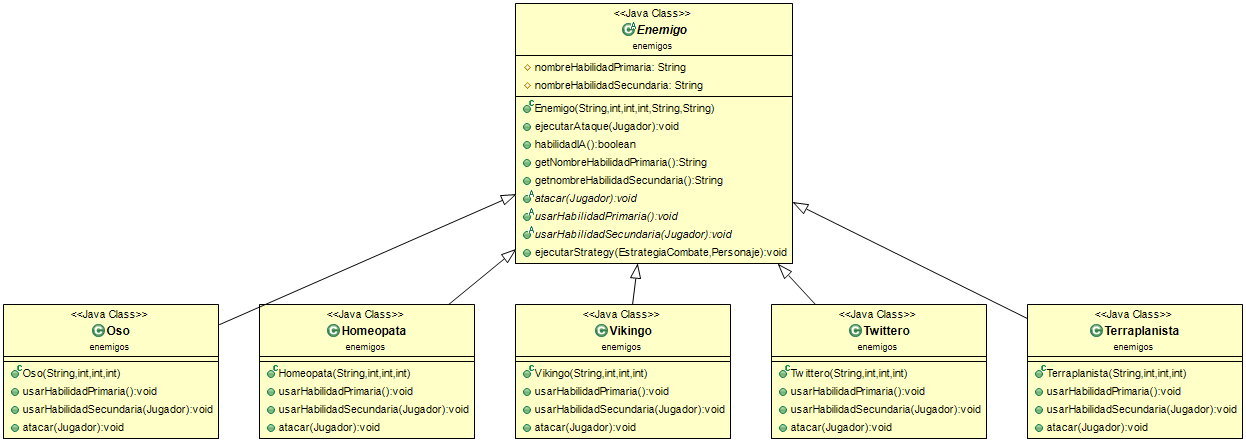 <<Java Class>>
Enemigo
enemigos
nombreHabilidadPrimaria: String
nombreHabilidadSecundaria: String
Enemigo(String,int,int,int,String,String)
ejecutarAtaque(Jugador):void
habilidadIA():boolean
getNombreHabilidadPrimaria():String
getnombreHabilidadSecundaria():String
atacar(Jugador):void
usarHabilidadPrimaria():void
usarHabilidadSecundaria(Jugador):void
ejecutarStrategy(EstrategiaCombate,Personaje):void
<<Java Class>>
Oso
enemigos
Oso(String,int,int,int)
usarHabilidadPrimaria():void
usarHabilidadSecundaria(Jugador):void
atacar(Jugador):void
<<Java Class>>
Homeopata
enemigos
Homeopata(String,int,int,int)
usarHabilidadPrimaria():void
usarHabilidadSecundaria(Jugador):void
atacar(Jugador):void
<<Java Class>>
Vikingo
enemigos
Vikingo(String,int,int,int)
usarHabilidadPrimaria():void
usarHabilidadSecundaria(Jugador):void
atacar(Jugador):void
<<Java Class>>
Twittero
enemigos
Twittero(String,int,int,int)
usarHabilidadPrimaria():void
usarHabilidadSecundaria(Jugador):void
atacar(Jugador):void
<<Java Class>>
Terraplanista
enemigos
Terraplanista(String,int,int,int)
usarHabilidadPrimaria():void
usarHabilidadSecundaria(Jugador):void
atacar(Jugador):void